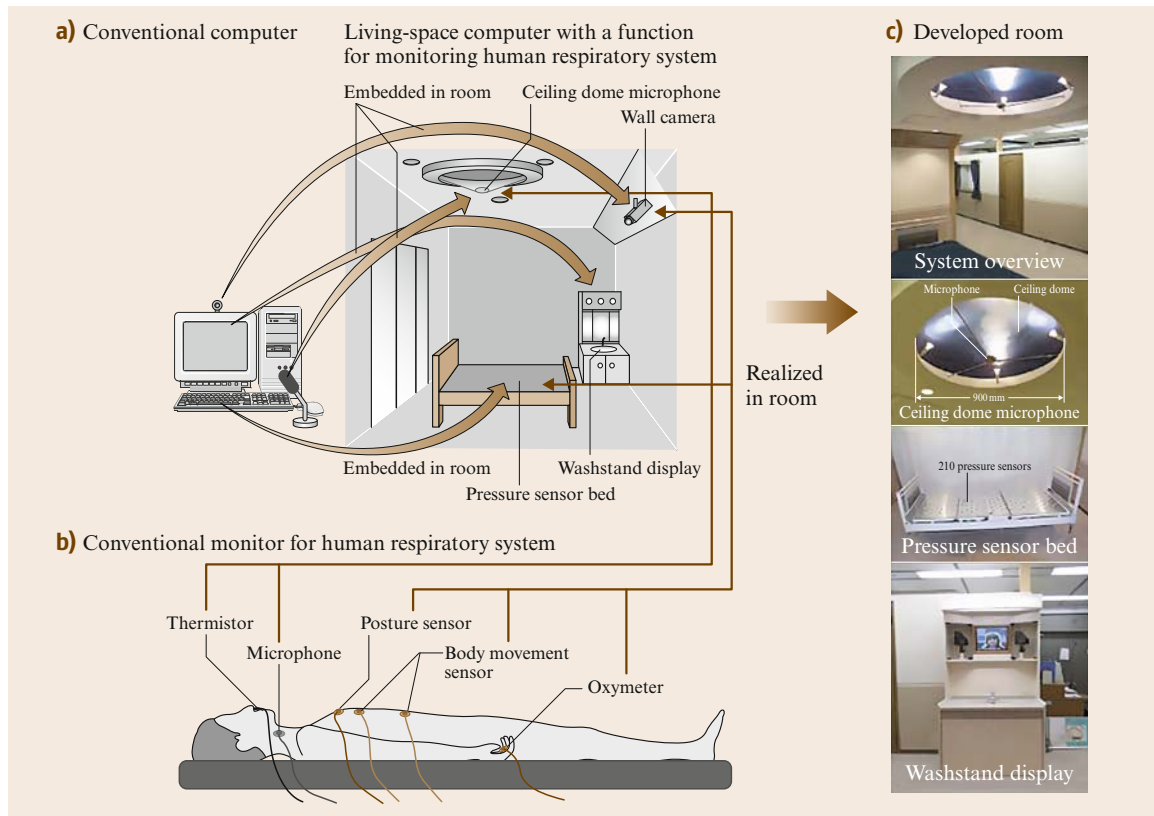 a) Conventional computer
Living-space computer with a function
for monitoring human respiratory system
Embedded in room
Ceiling dome microphone
Wall camera
Embedded in room
Washstand display
Pressure sensor bed
Realized
in room
b) Conventional monitor for human respiratory system
Thermistor
Microphone
Posture sensor
Body movement
sensor
Oxymeter
c) Developed room
System overview
Microphone
Ceiling dome
900 mm
Ceiling dome microphone
210 pressure sensors
Pressure sensor bed
Washstand display